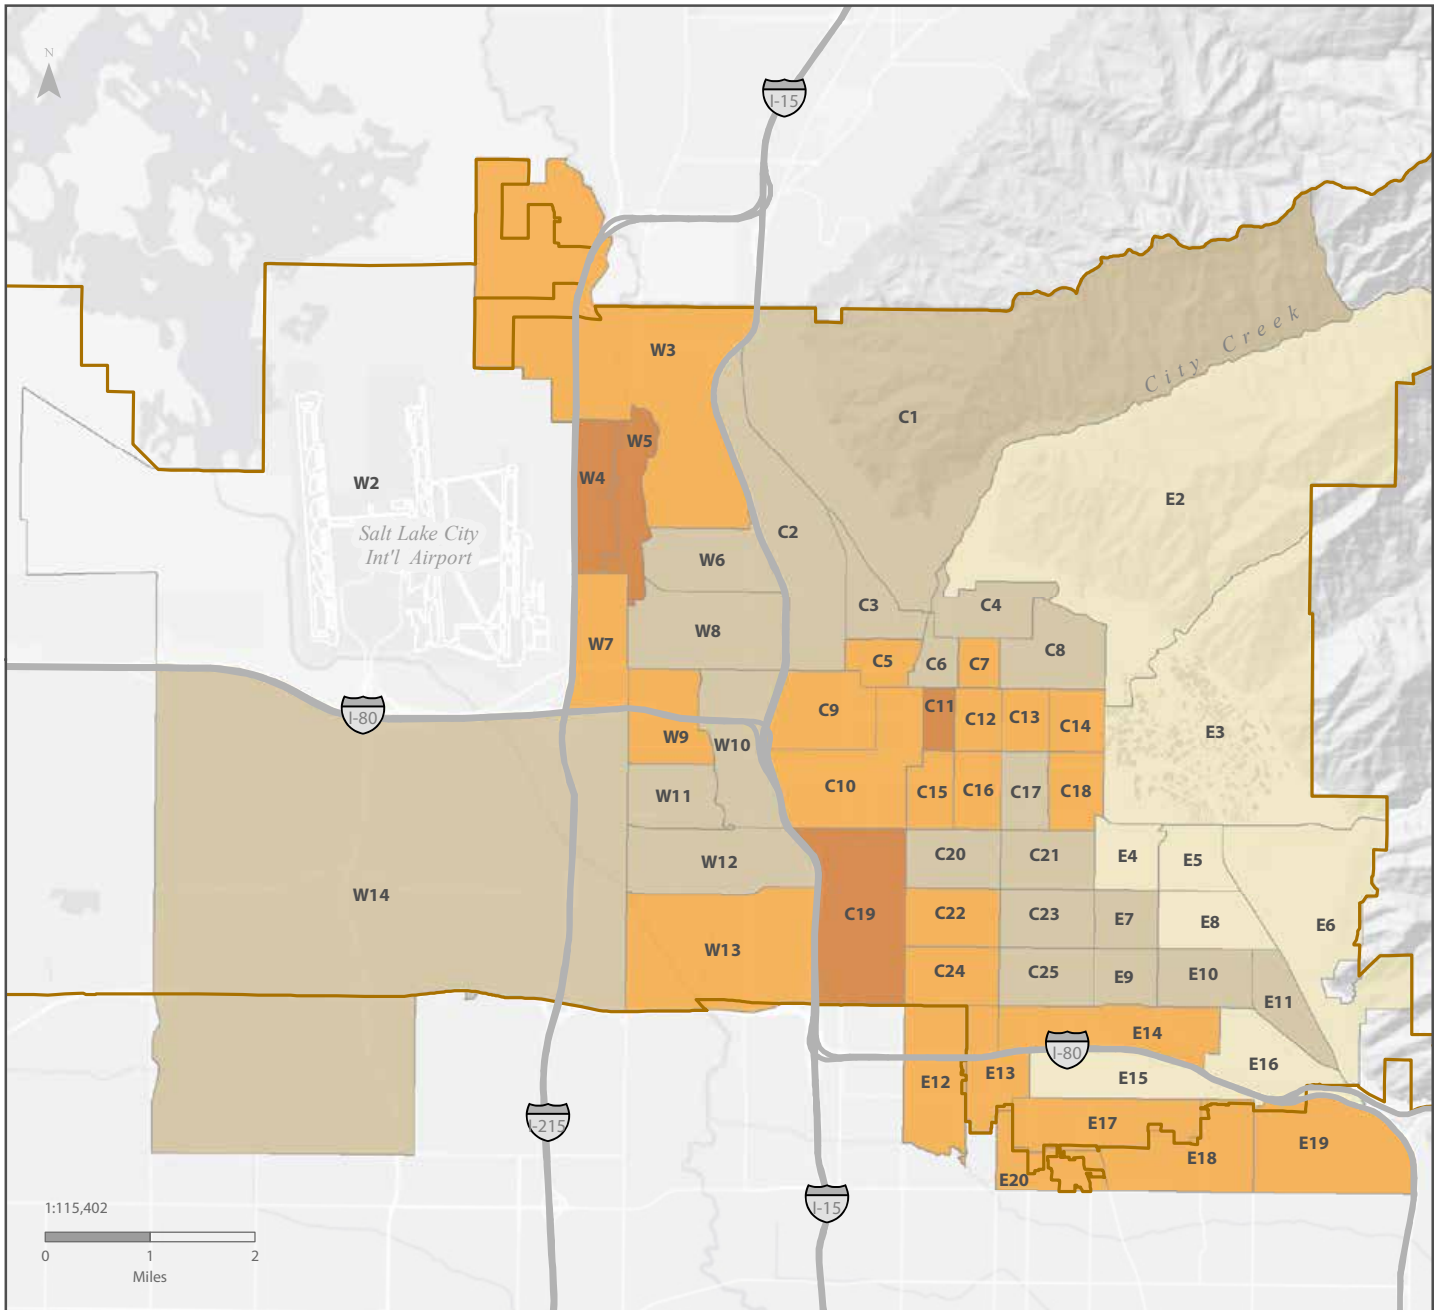 N
I-15
W3
City Creek
C1
W5
W4
W2
E2
Salt Lake City
Int'l Airport
C2
W6
C3
C4
W8
W7
C5
C6
C7
C8
I-80
C9
C11
C12
C13
C14
W9
W10
E3
C10
C15
C16
C17
C18
W11
W12
C20
C21
E4
E5
W14
C19
C22
C23
E7
E8
E6
W13
C24
C25
E9
E10
E11
E14
I-80
E12
E13
E15
E16
I-215
E17
E19
E18
E20
I-15
1:115,402
0 1 2
Miles